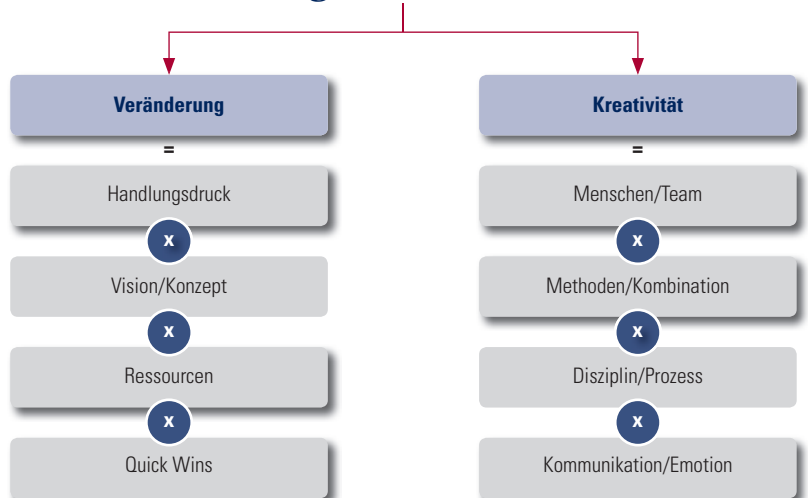 Veränderung
=
Handlungsdruck
x
Vision/Konzept
x
Ressourcen
x
Quick Wins
Kreativität
=
Menschen/Team
x
Methoden/Kombination
x
Disziplin/Prozess
x
Kommunikation/Emotion